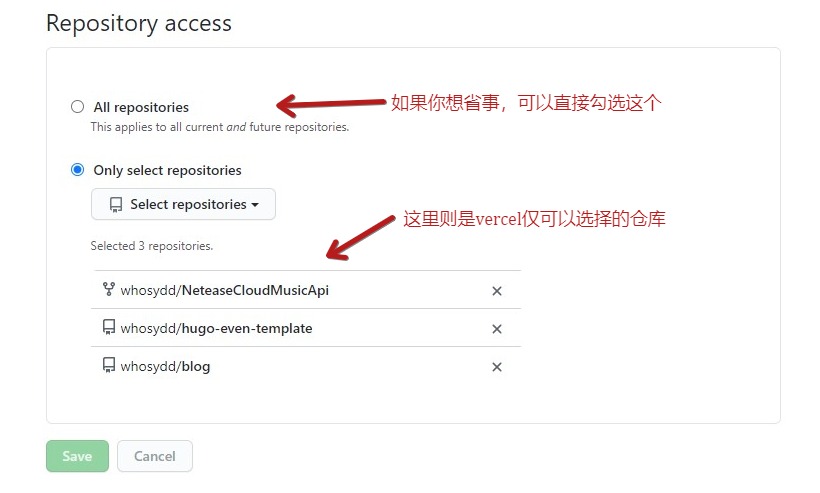 Repository access
All repositories
如果你想省事，可以直接勾选这个
This applies to all current and future repositories.
Only select repositories
Select repositories
这里则是vercel仅可以选择的仓库
Selected 3 repositories.
whosydd/NeteaseCloudMusicApi
whosydd/hugo-even-template
whosydd/blog
Save
Cancel